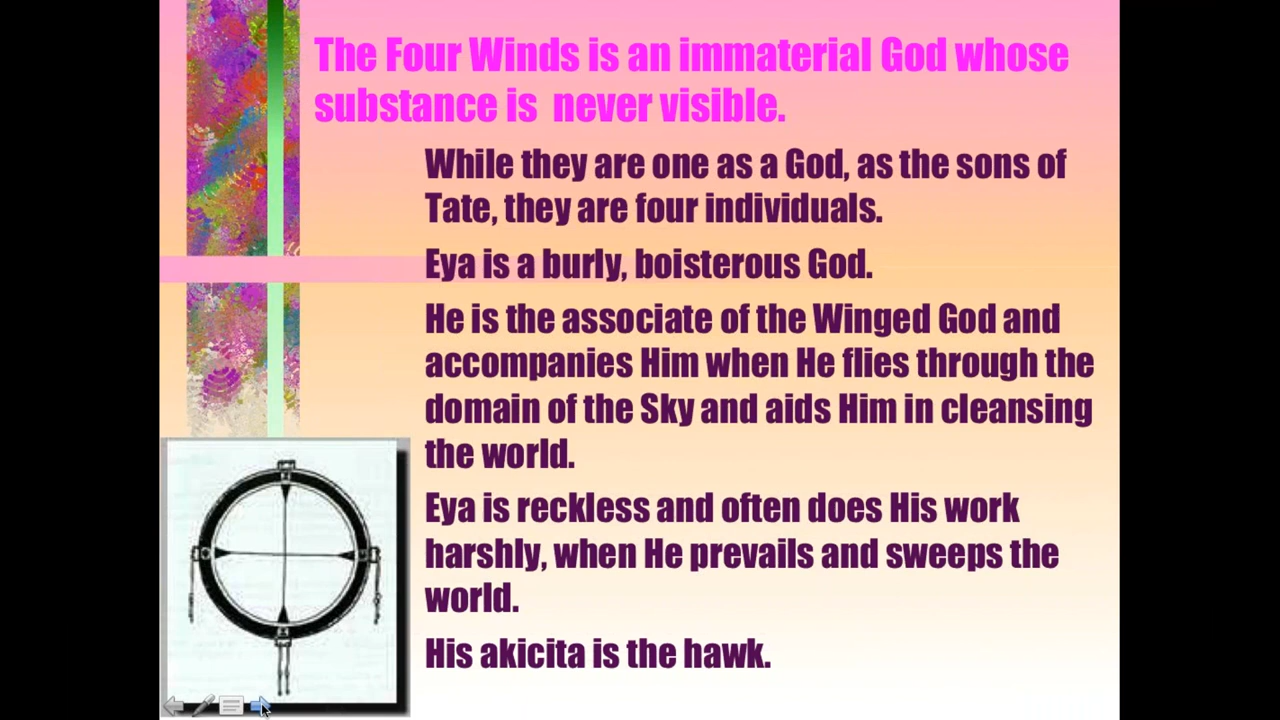 The Four Winds is an immaterial God whose
substance is never visible.
While they are one as a God, as the sons of
Tate, they are four individuals.
Eya is a burly, boisterous God.
He is the associate of the Winged God and
accompanies Him when He flies through the
domain of the Sky and aids Him in cleansing
the world.
Eya is reckless and often does His work
harshly, when He prevails and sweeps the
world.
His akicita is the hawk.